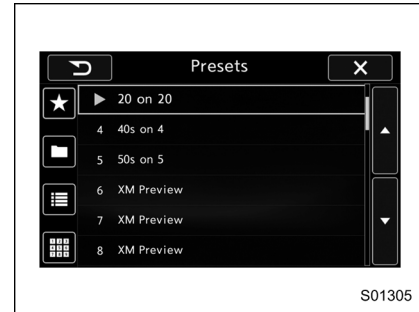 Presets
20 on 20
4 40s on 4
5 50s on 5
6 XM Preview
7 XM Preview
8 XM Preview
S01305